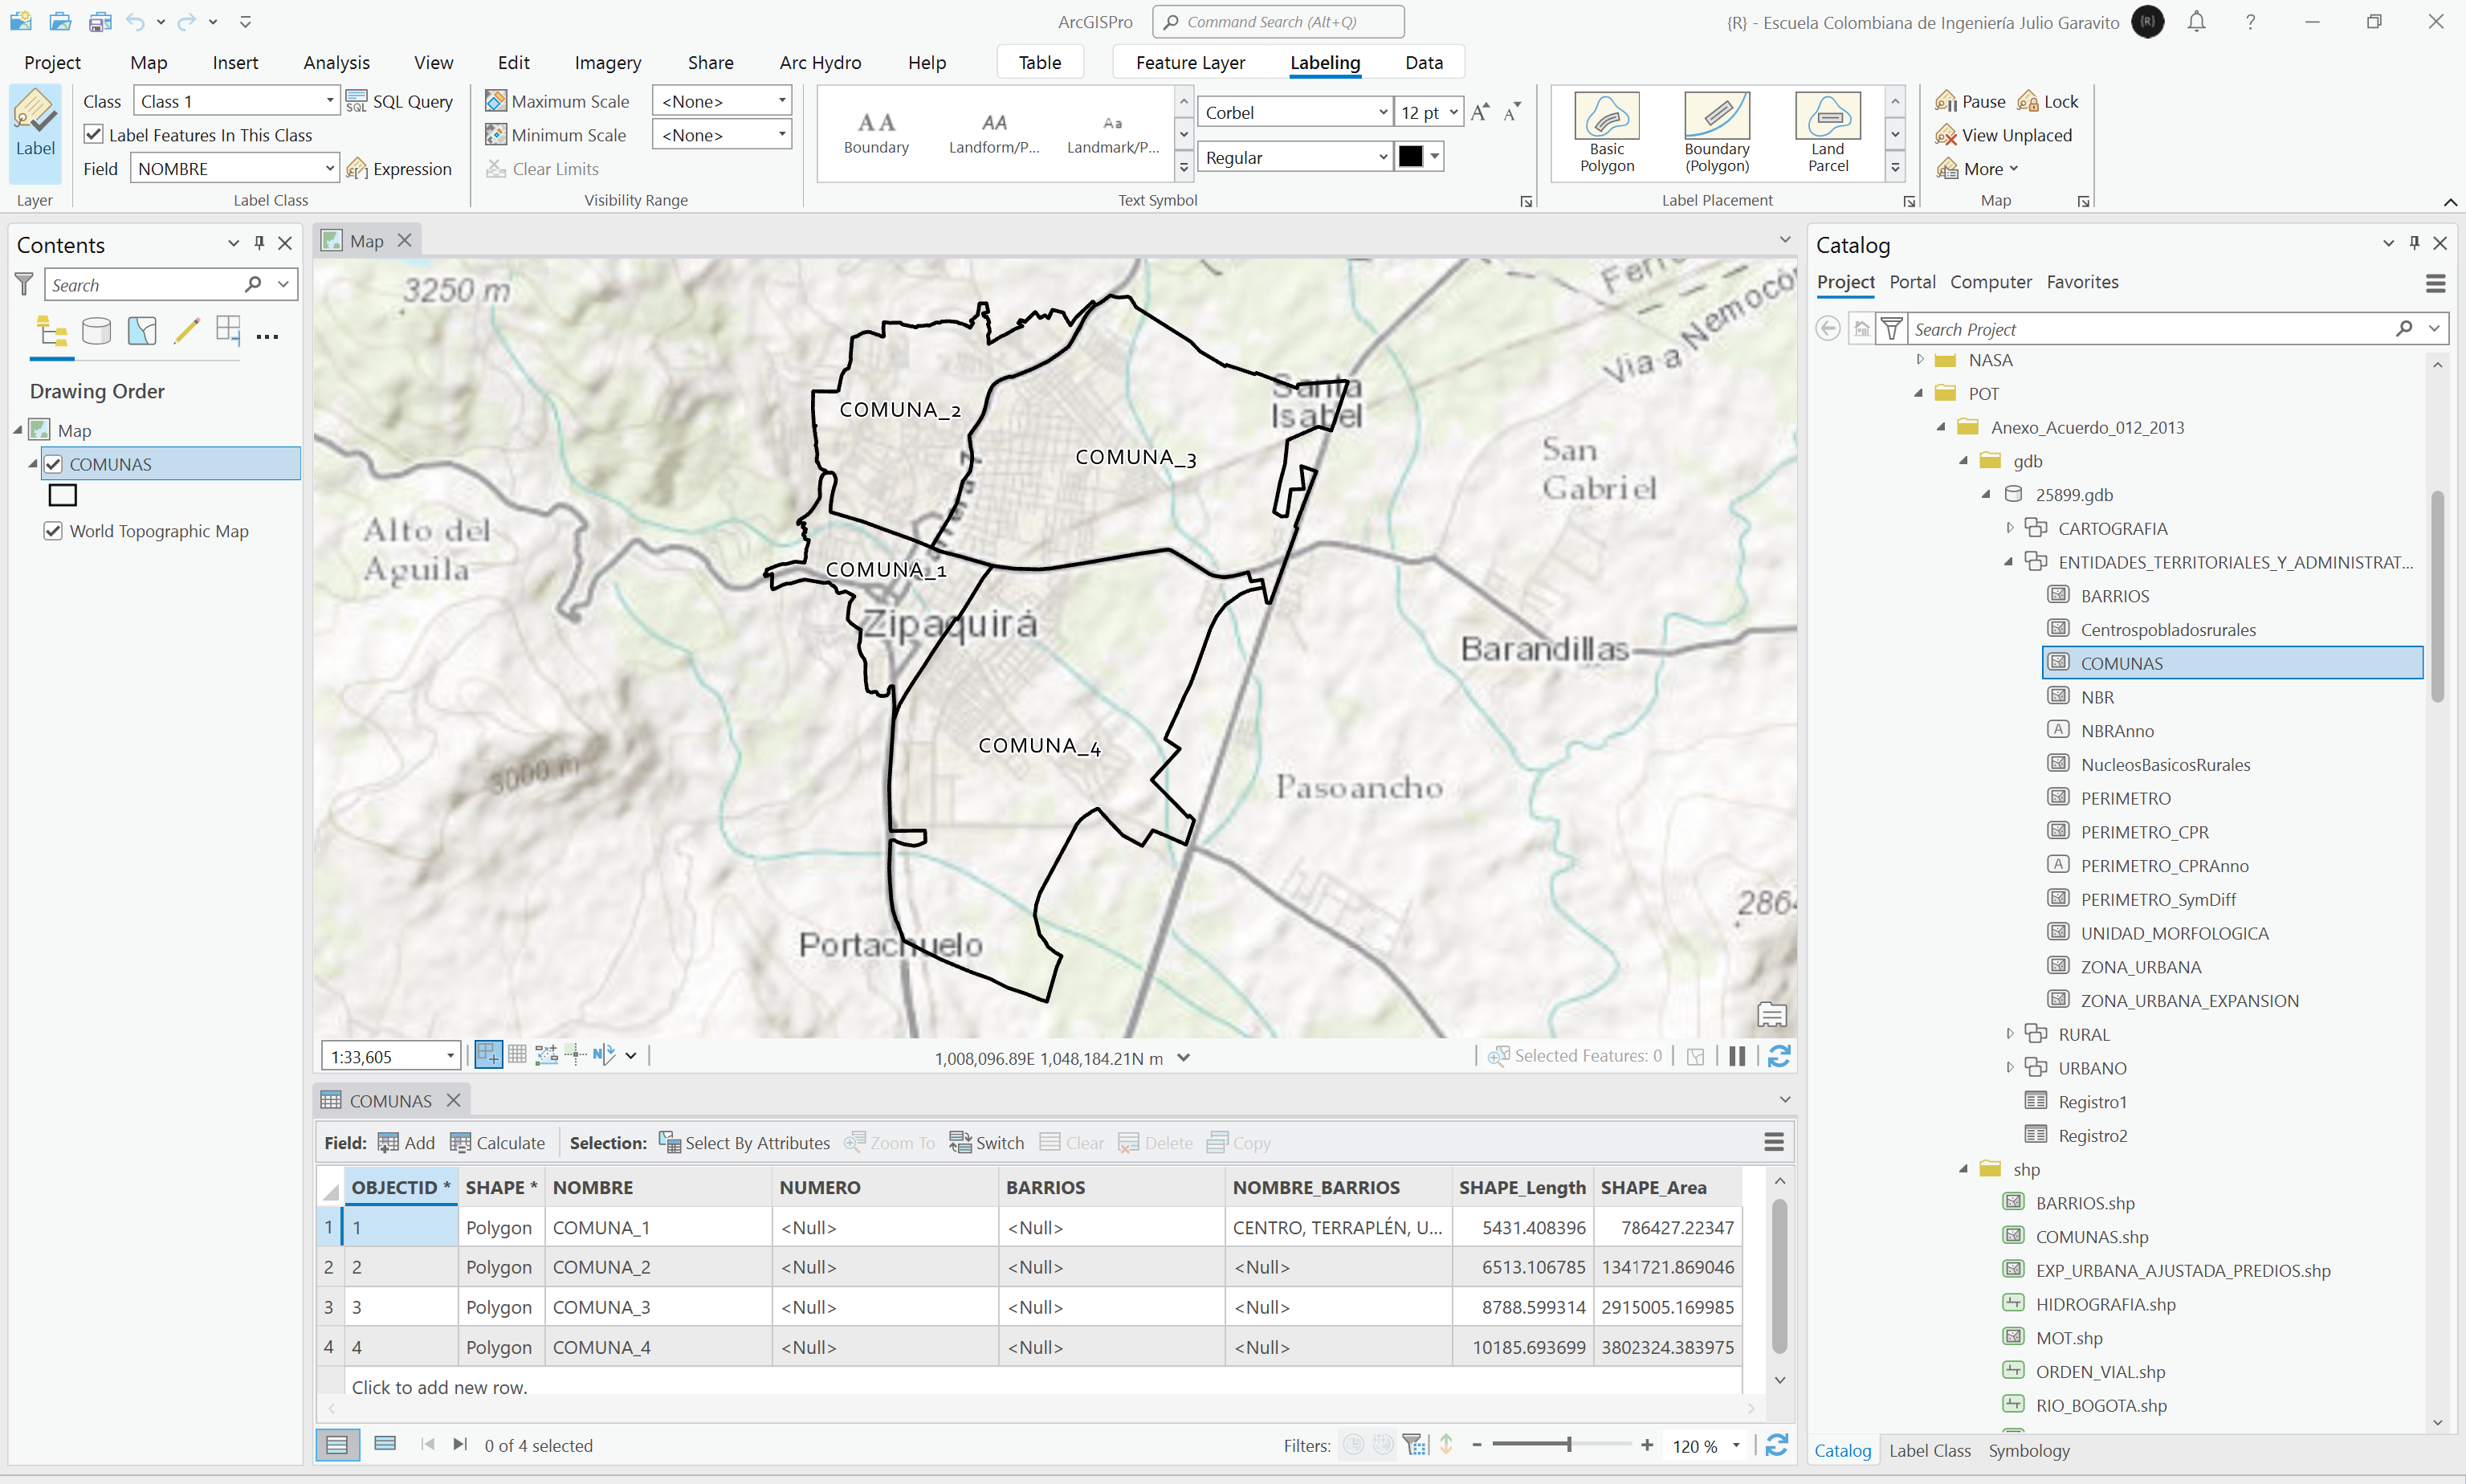 ArcGISPro
Command Search (Alt+Q)
{R} - Escuela Colombiana de Ingeniería Julio Garavito
{R}
?
Project
Map
Insert
Analysis
View
Edit
Imagery
Share
Arc Hydro
Help
Table
Feature Layer
Labeling
Data
Label
Layer
Class
Class 1
SQL Query
Label Features In This Class
Field
NOMBRE
Expression
Label Class
Maximum Scale
<None>
Minimum Scale
<None>
Clear Limits
Visibility Range
AA
Boundary
AA
Landform/P...
Aa
Landmark/P...
Corbel
12 pt
Regular
Text Symbol
Basic
Polygon
Boundary
(Polygon)
Land
Parcel
Label Placement
Pause
Lock
View Unplaced
More
Map
Contents
Search
Drawing Order
Map
COMUNAS
World Topographic Map
Map
3250 m
Vía a Nemocón
Santa
Isabel
COMUNA_2
COMUNA_3
San
Gabriel
Alto del
Aguila
COMUNA_1
Zipaquirá
Barandillas
COMUNA_4
3000 m
Pasoancho
Portachuelo
1:33,605
1,008,096.89E 1,048,184.21N m
Selected Features: 0
COMUNAS
Field:
Add
Calculate
Selection:
Select By Attributes
Zoom To
Switch
Clear
Delete
Copy
OBJECTID * SHAPE * NOMBRE NUMERO BARRIOS NOMBRE_BARRIOS SHAPE_Length SHAPE_Area
1 1 Polygon COMUNA_1 <Null> <Null> CENTRO, TERRAPLÉN, U... 5431.408396 786427.22347
2 2 Polygon COMUNA_2 <Null> <Null> <Null> 6513.106785 1341721.869046
3 3 Polygon COMUNA_3 <Null> <Null> <Null> 8788.599314 2915005.169985
4 4 Polygon COMUNA_4 <Null> <Null> <Null> 10185.693699 3802324.383975
Click to add new row.
0 of 4 selected
Filters:
120 %
Catalog
Project
Portal
Computer
Favorites
Search Project
NASA
POT
Anexo_Acuerdo_012_2013
gdb
25899.gdb
CARTOGRAFIA
ENTIDADES_TERRITORIALES_Y_ADMINISTRAT...
BARRIOS
Centrospobladosrurales
COMUNAS
NBR
NBRAnno
NucleosBasicosRurales
PERIMETRO
PERIMETRO_CPR
PERIMETRO_CPRAnno
PERIMETRO_SymDiff
UNIDAD_MORFOLOGICA
ZONA_URBANA
ZONA_URBANA_EXPANSION
RURAL
URBANO
Registro1
Registro2
shp
BARRIOS.shp
COMUNAS.shp
EXP_URBANA_AJUSTADA_PREDIOS.shp
HIDROGRAFIA.shp
MOT.shp
ORDEN_VIAL.shp
RIO_BOGOTA.shp
Catalog
Label Class
Symbology